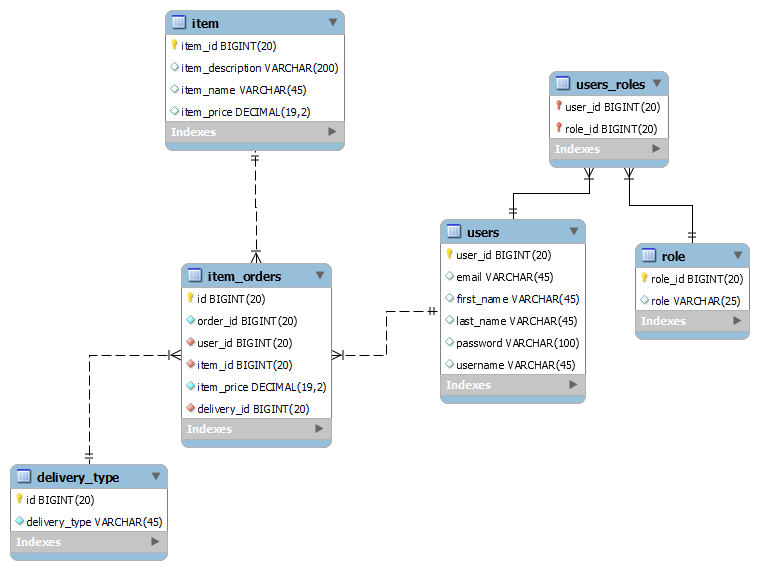 item
item_id BIGINT(20)
item_description VARCHAR(200)
item_name VARCHAR(45)
item_price DECIMAL(19,2)
Indexes
users_roles
user_id BIGINT(20)
role_id BIGINT(20)
Indexes
users
user_id BIGINT(20)
email VARCHAR(45)
first_name VARCHAR(45)
last_name VARCHAR(45)
password VARCHAR(100)
username VARCHAR(45)
Indexes
role
role_id BIGINT(20)
role VARCHAR(25)
Indexes
item_orders
id BIGINT(20)
order_id BIGINT(20)
user_id BIGINT(20)
item_id BIGINT(20)
item_price DECIMAL(19,2)
delivery_id BIGINT(20)
Indexes
delivery_type
id BIGINT(20)
delivery_type VARCHAR(45)
Indexes